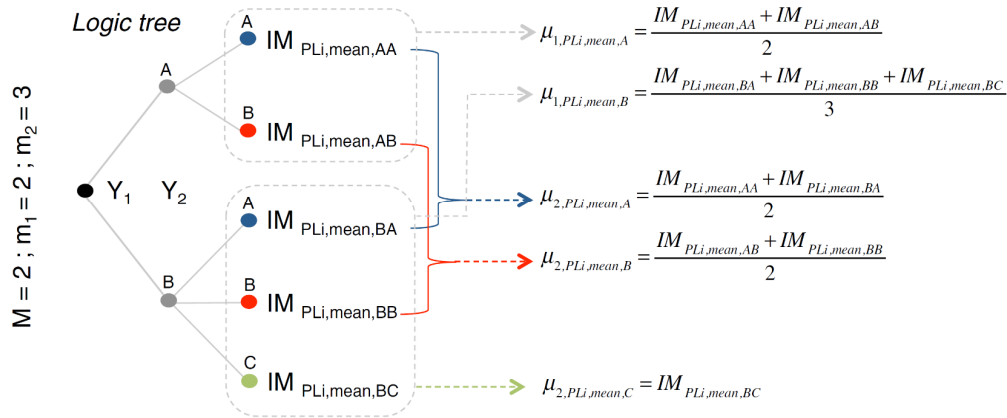 Logic tree
M = 2 ; m₁ = 2 ; m₂ = 3
Y₁ Y₂
A
B
A IM PLi,mean,AA
B IM PLi,mean,AB
A IM PLi,mean,BA
B IM PLi,mean,BB
C IM PLi,mean,BC
μ₁,PLi,mean,A = (IM PLi,mean,AA + IM PLi,mean,AB) / 2
μ₁,PLi,mean,B = (IM PLi,mean,BA + IM PLi,mean,BB + IM PLi,mean,BC) / 3
μ₂,PLi,mean,A = (IM PLi,mean,AA + IM PLi,mean,BA) / 2
μ₂,PLi,mean,B = (IM PLi,mean,AB + IM PLi,mean,BB) / 2
μ₂,PLi,mean,C = IM PLi,mean,BC